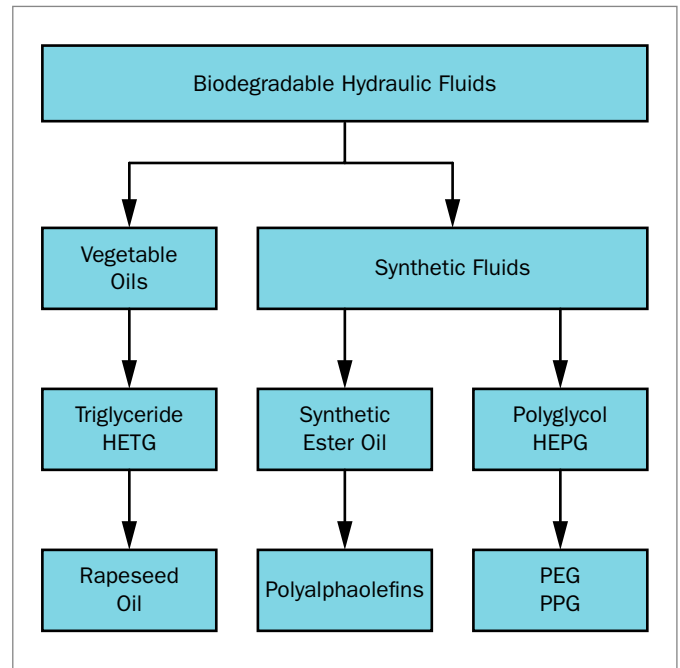 Biodegradable Hydraulic Fluids
Vegetable
Oils
Synthetic Fluids
Triglyceride
HETG
Synthetic
Ester Oil
Polyglycol
HEPG
Rapeseed
Oil
Polyalphaolefins
PEG
PPG